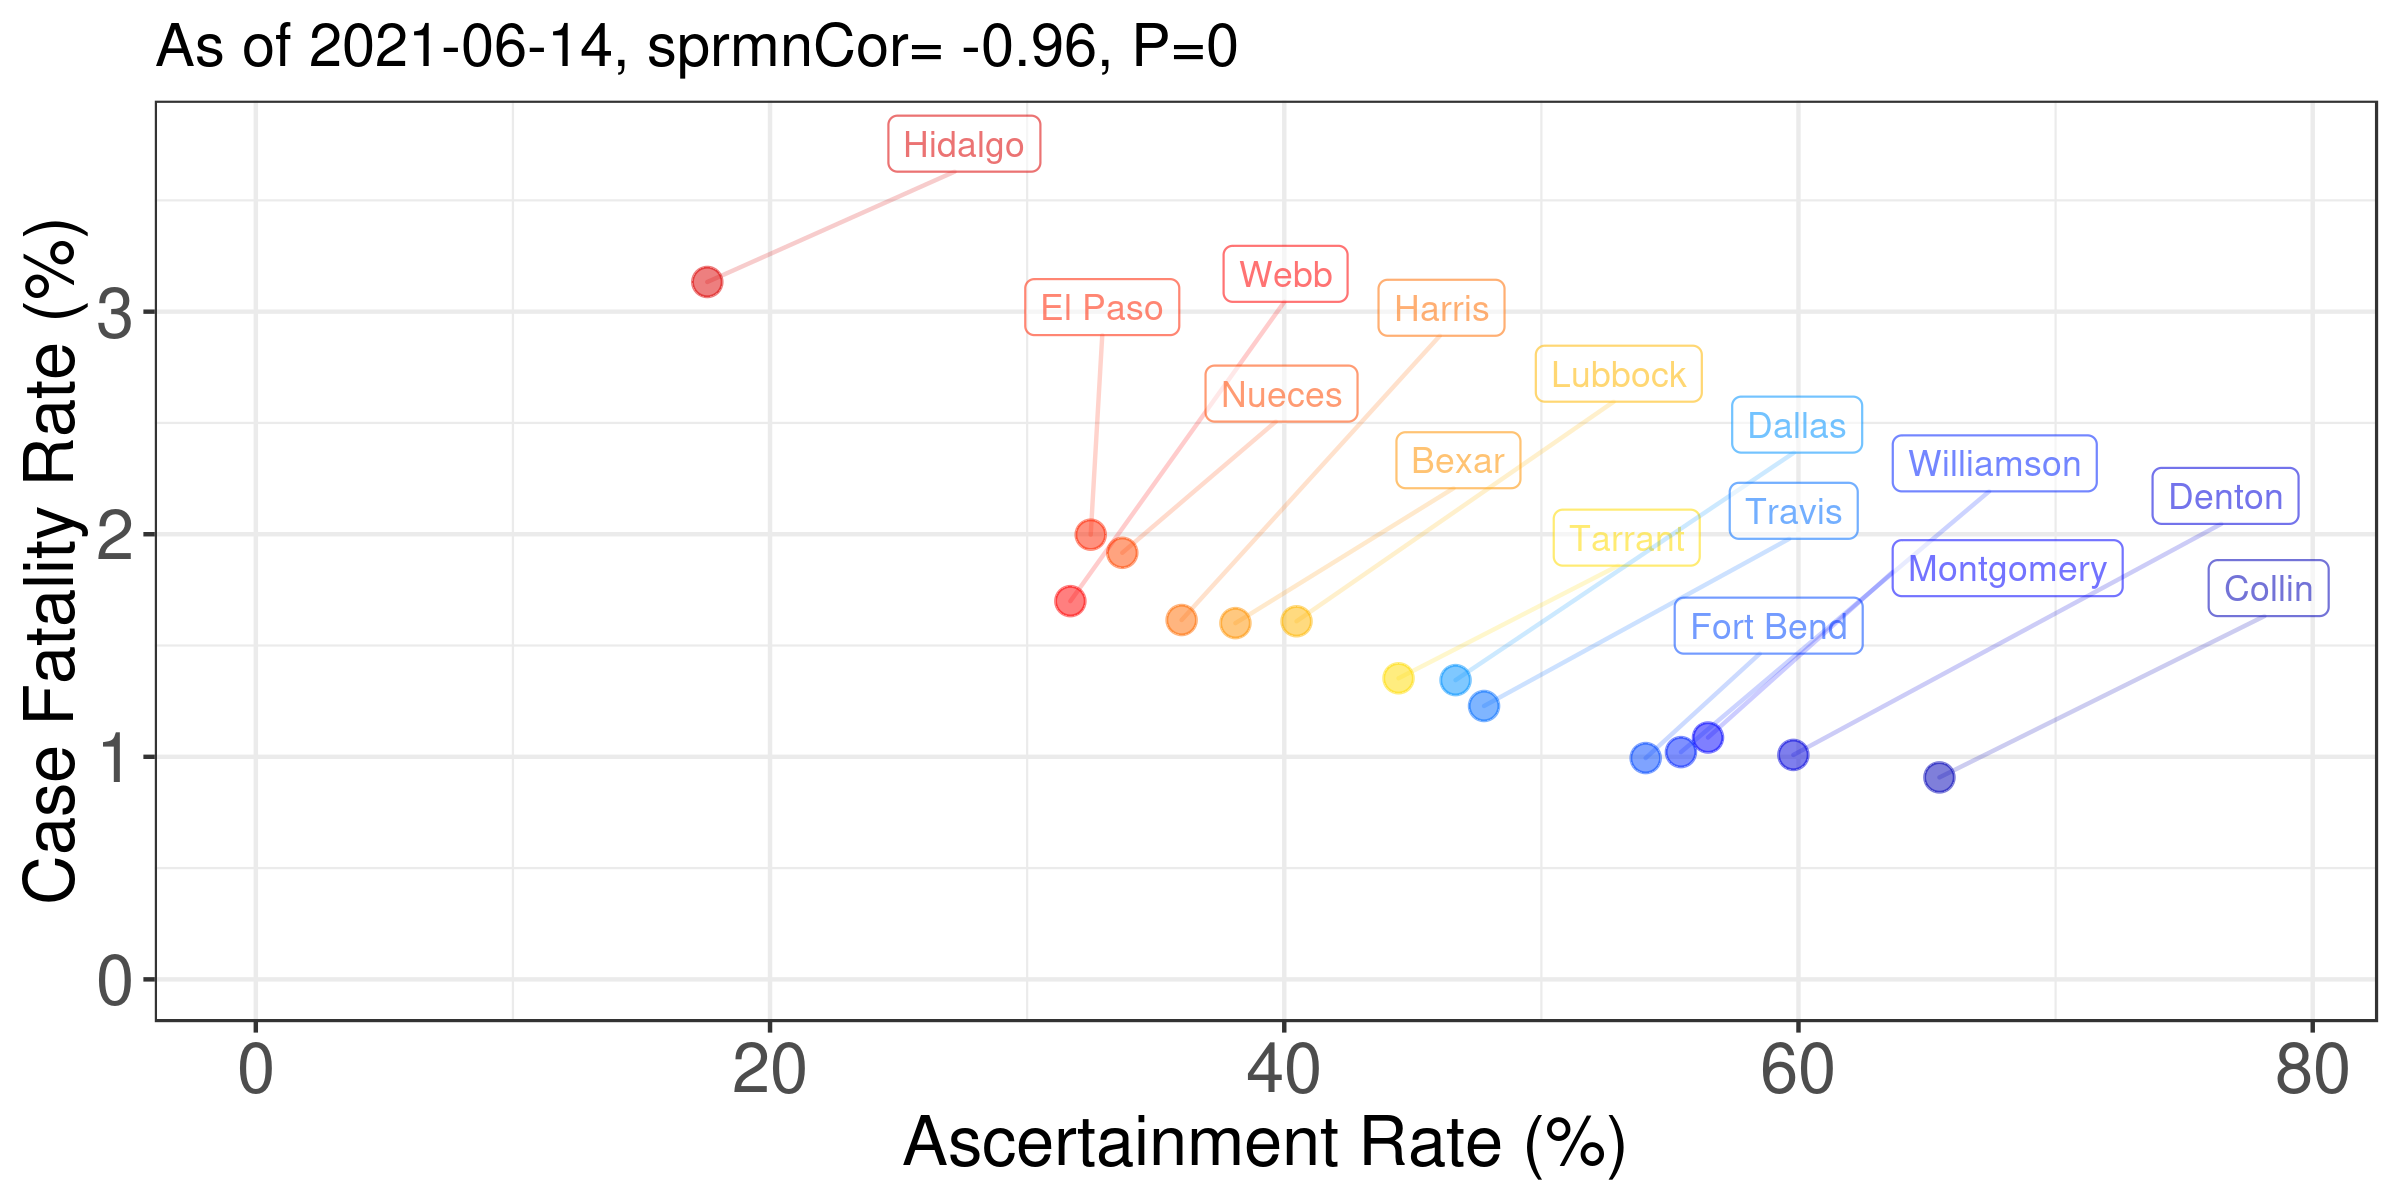 As of 2021-06-14, sprmnCor= -0.96, P=0
Case Fatality Rate (%)
3
2
1
0
Hidalgo
Webb
El Paso
Harris
Nueces
Lubbock
Dallas
Bexar
Williamson
Denton
Travis
Tarrant
Montgomery
Collin
Fort Bend
0 20 40 60 80
Ascertainment Rate (%)